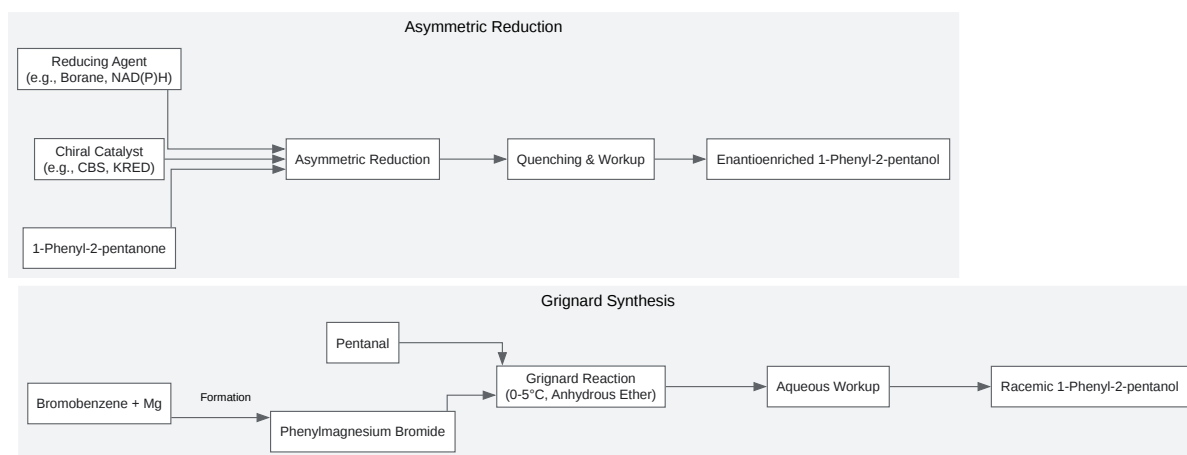 Asymmetric Reduction
Reducing Agent
(e.g., Borane, NAD(P)H)
Chiral Catalyst
(e.g., CBS, KRED)
Asymmetric Reduction
Quenching & Workup
Enantioenriched 1-Phenyl-2-pentanol
1-Phenyl-2-pentanone
Grignard Synthesis
Pentanal
Grignard Reaction
(0-5°C, Anhydrous Ether)
Aqueous Workup
Racemic 1-Phenyl-2-pentanol
Bromobenzene + Mg
Formation
Phenylmagnesium Bromide